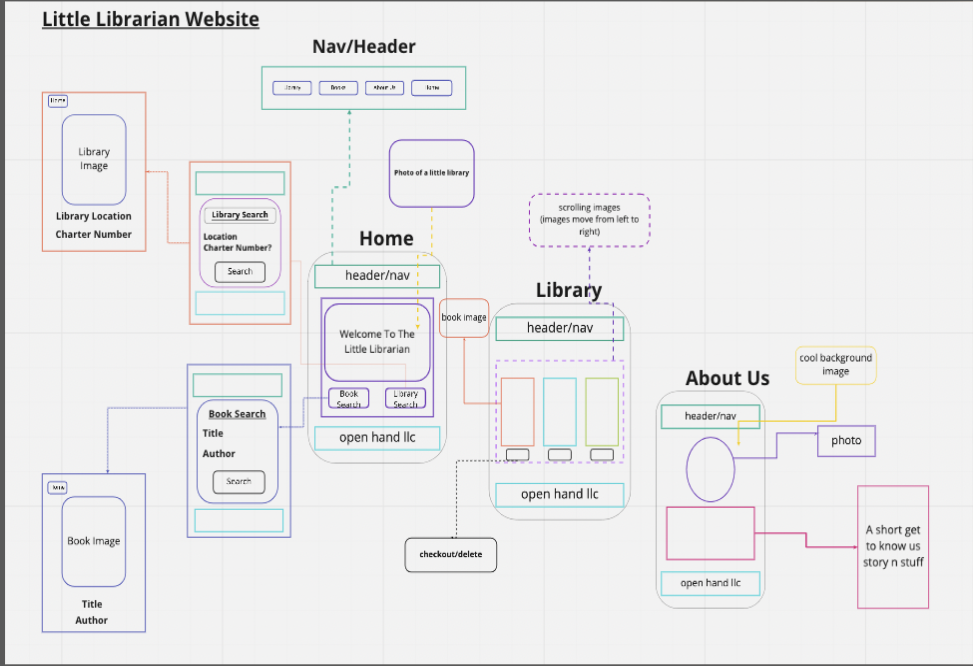 Little Librarian Website
Nav/Header
Library
Books
About Us
Home
Home
Library
Image
Library Location
Charter Number
Library Search
Location
Charter Number?
Search
Photo of a little library
scrolling images
(images move from left to
right)
Home
header/nav
Welcome To The
Little Librarian
Book
Search
Library
Search
open hand llc
book image
Library
header/nav
open hand llc
checkout/delete
Book Search
Title
Author
Search
Book Image
Title
Author
About Us
cool background
image
header/nav
photo
A short get
to know us
story n stuff
open hand llc